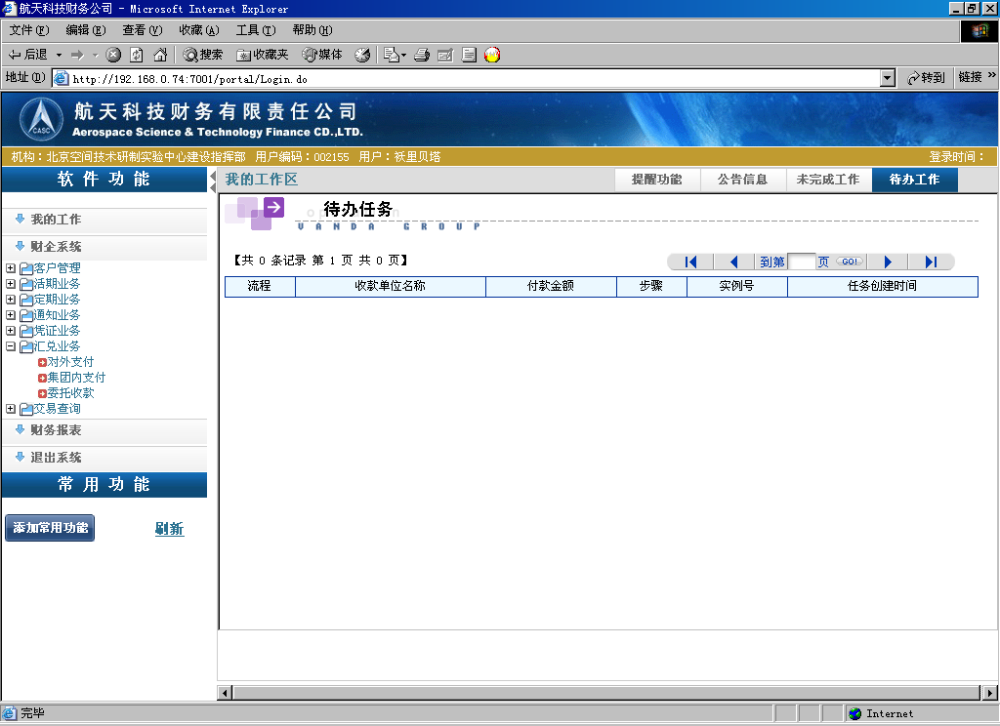 航天科技财务公司 - Microsoft Internet Explorer
文件(F) 编辑(E) 查看(V) 收藏(A) 工具(T) 帮助(H)
后退 搜索 收藏夹 媒体
地址(D) http://192.168.0.74:7001/portal/Login.do 转到 链接 »
CASC
航天科技财务有限责任公司
Aerospace Science & Technology Finance CD.,LTD.
机构：北京空间技术研制实验中心建设指挥部 用户编码：002155 用户：袄里贝塔 登录时间：
软 件 功 能
我的工作区 提醒功能 公告信息 未完成工作 待办工作
我的工作
财企系统
客户管理
活期业务
定期业务
通知业务
凭证业务
汇兑业务
对外支付
集团内支付
委托收款
交易查询
财务报表
退出系统
常 用 功 能
添加常用功能 刷新
待办任务
VANDA GROUP
【共 0 条记录 第 1 页 共 0 页】 到第 页 GO!
流程 收款单位名称 付款金额 步骤 实例号 任务创建时间
完毕 Internet